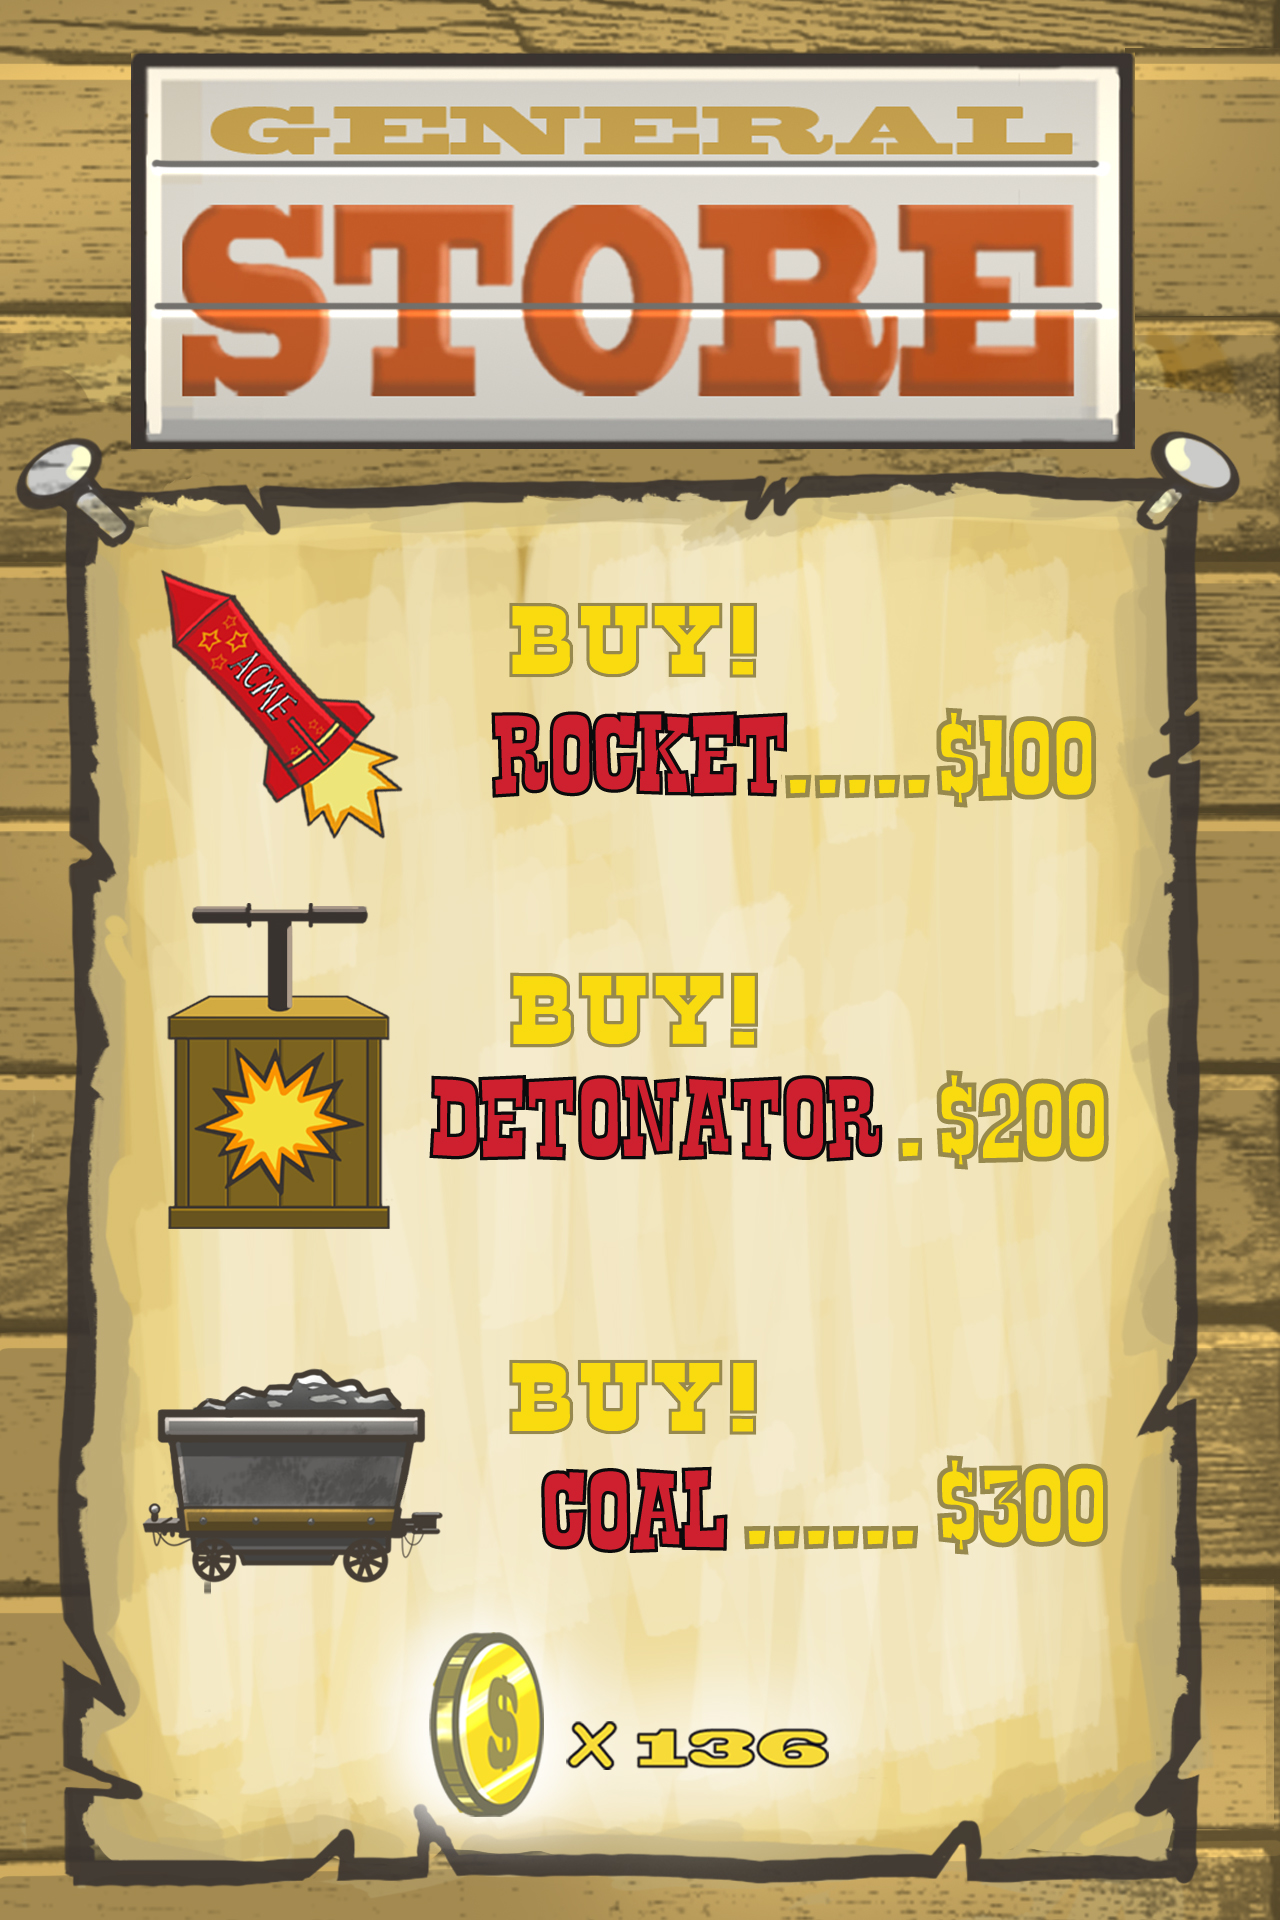 GENERAL
STORE
ACME
BUY!
ROCKET.....$100
BUY!
DETONATOR . $200
BUY!
COAL ...... $300
$
X 136